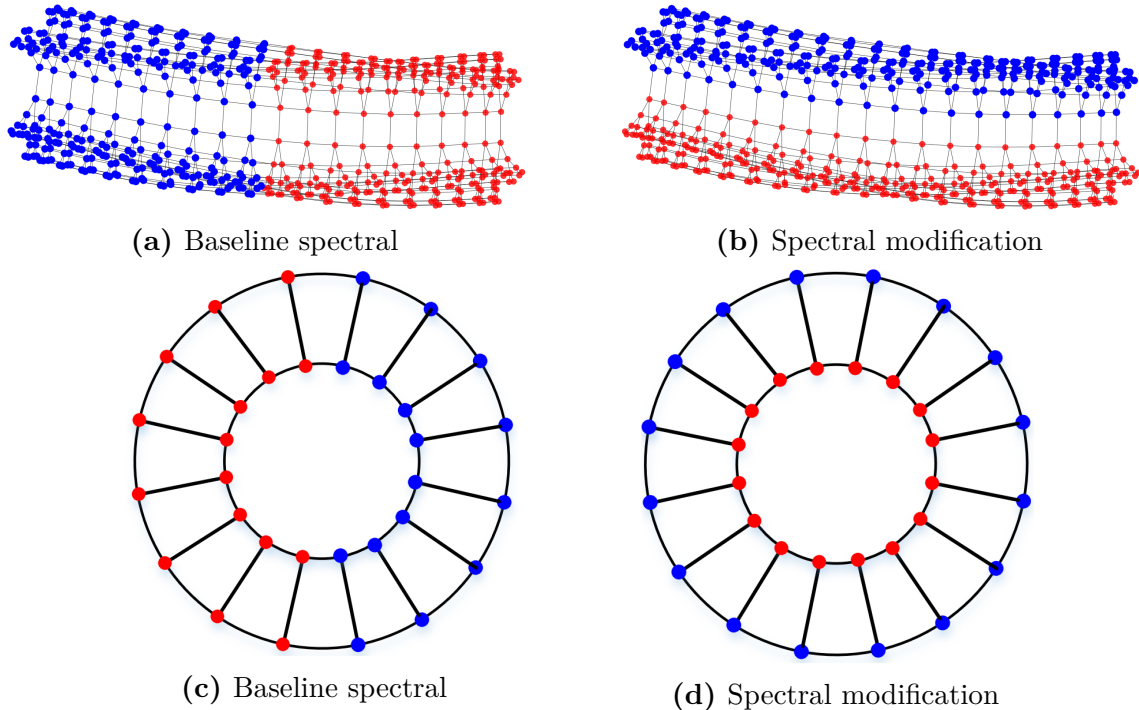 (a) Baseline spectral
(b) Spectral modification
(c) Baseline spectral
(d) Spectral modification